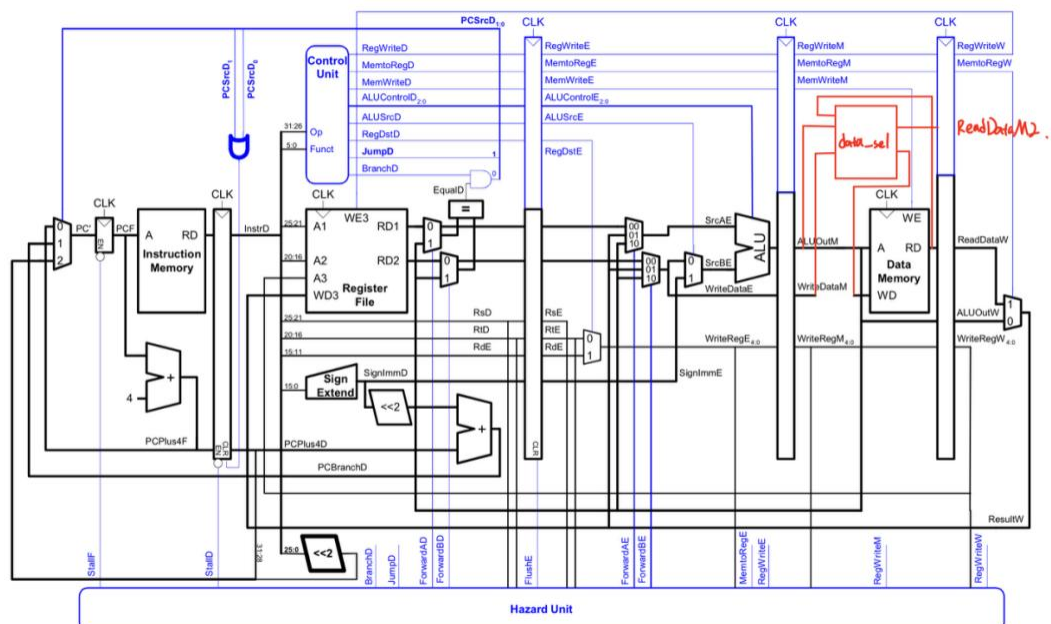 PCSrcD1:0
CLK
CLK
CLK
Control Unit
RegWriteD
MemtoRegD
MemWriteD
ALUControlD2:0
ALUSrcD
RegDstD
JumpD
BranchD
RegWriteE
MemtoRegE
MemWriteE
ALUControlE2:0
ALUSrcE
RegDstE
RegWriteM
MemtoRegM
MemWriteM
RegWriteW
MemtoRegW
PCSrcD1
PCSrcD0
31:26
Op
5:0
Funct
1
0
EqualD
=
data_sel
ReadDataM2.
CLK
CLK
CLK
CLK
0
1
2
PC'
PCF
EN
A
RD
Instruction Memory
InstrD
25:21
A1
WE3
RD1
20:16
A2
RD2
A3
WD3
Register File
0
1
0
1
00
01
10
00
01
10
0
1
SrcAE
SrcBE
ALU
ALUOutM
WriteDataE
WriteDataM
WE
A
RD
Data Memory
WD
ReadDataW
ALUOutW
1
0
25:21
RsD
RsE
20:16
RtD
RtE
15:11
RdE
RdE
0
1
WriteRegE4:0
WriteRegM4:0
WriteRegW4:0
15:0
Sign Extend
SignImmD
SignImmE
<<2
+
4
+
PCPlus4F
EN
CLR
PCPlus4D
PCBranchD
CLR
ResultW
31:28
25:0
<<2
StallF
StallD
BranchD
JumpD
ForwardAD
ForwardBD
FlushE
ForwardAE
ForwardBE
MemtoRegE
RegWriteE
RegWriteM
RegWriteW
Hazard Unit